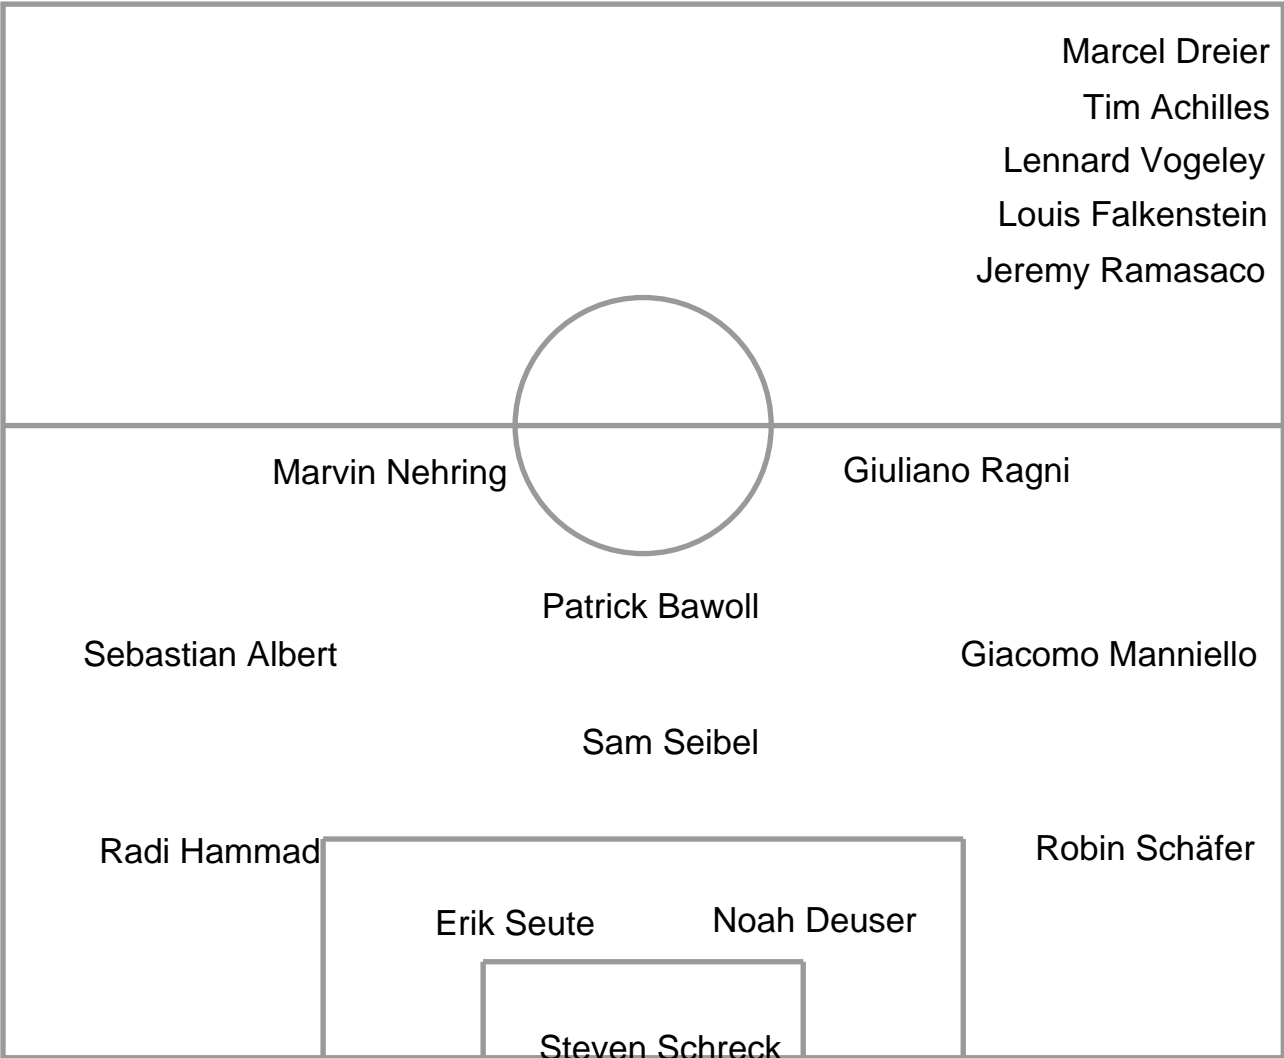 Marcel Dreier
Tim Achilles
Lennard Vogeley
Louis Falkenstein
Jeremy Ramasaco
Marvin Nehring
Giuliano Ragni
Patrick Bawoll
Sebastian Albert
Giacomo Manniello
Sam Seibel
Radi Hammad
Robin Schäfer
Erik Seute
Noah Deuser
Steven Schreck